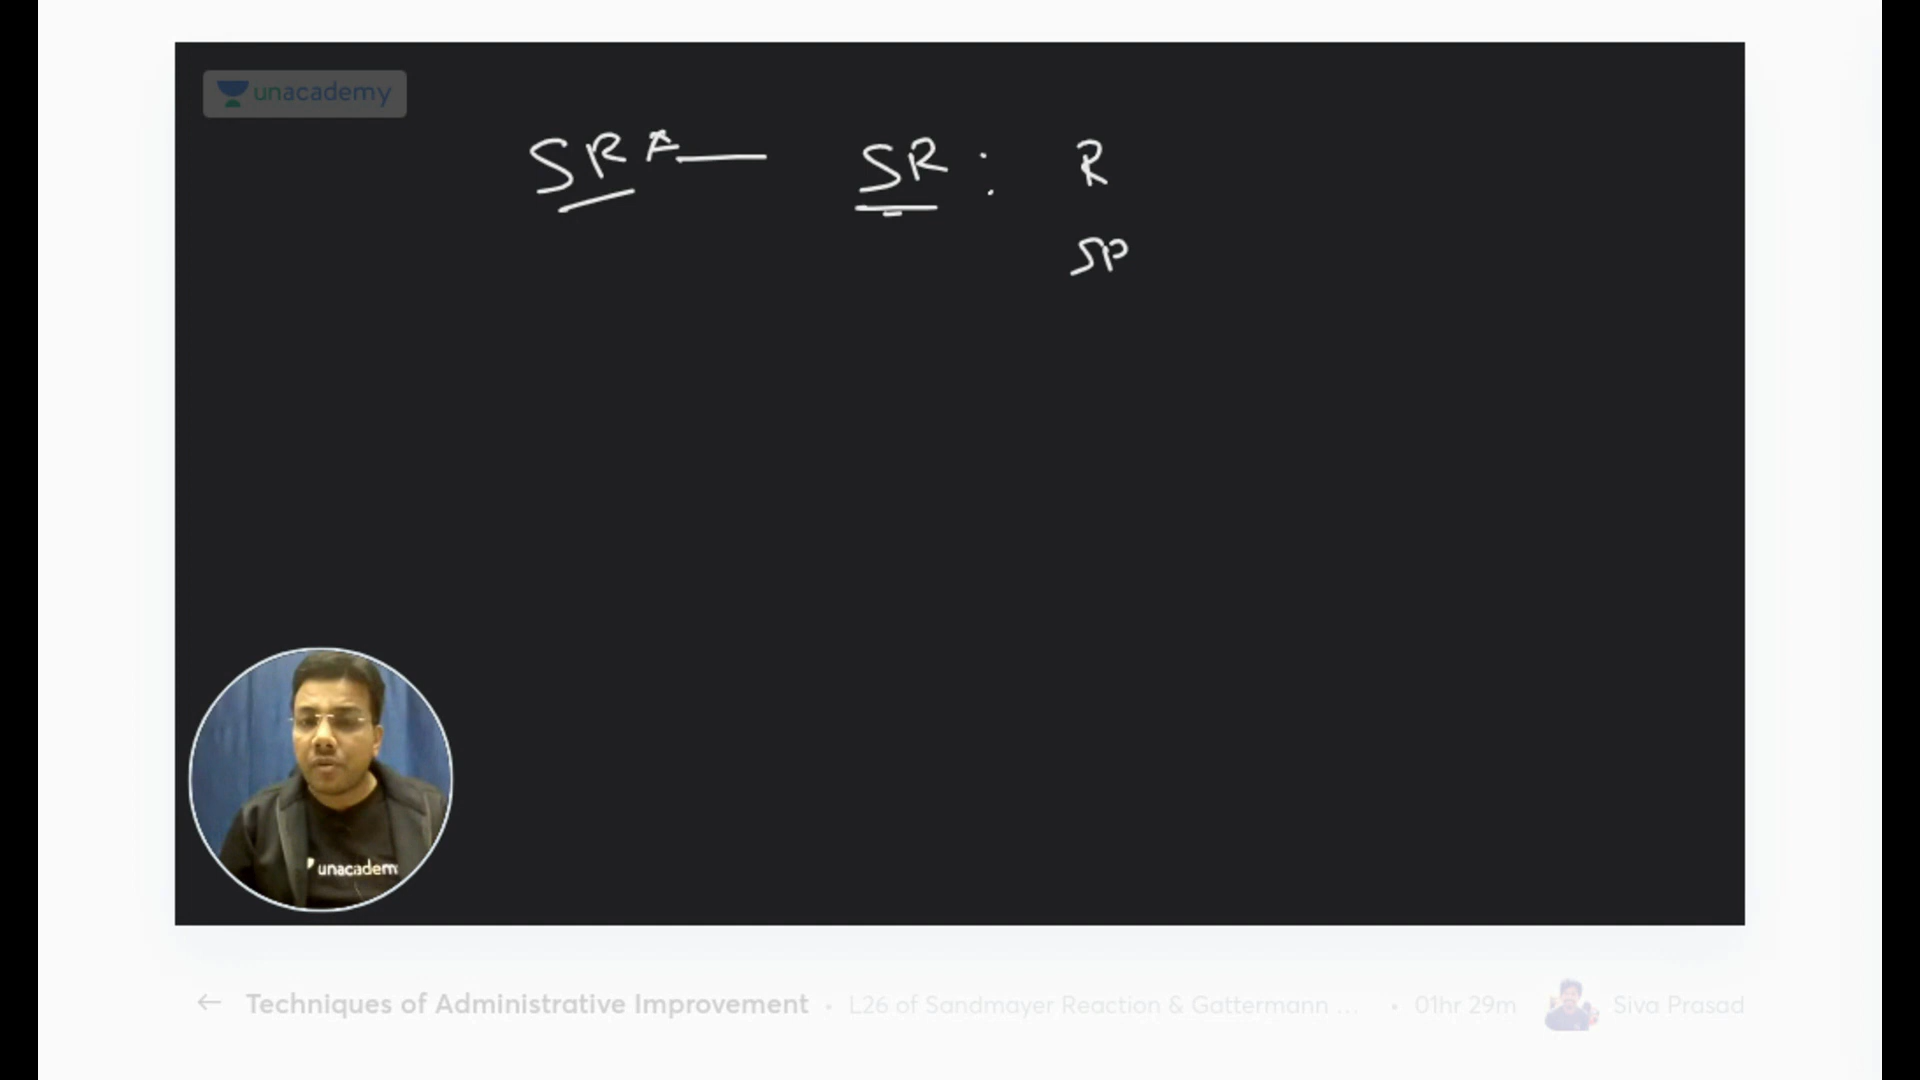 unacademy
SRA— SR : R
SP
unacadem
← Techniques of Administrative Improvement • L26 of Sandmayer Reaction & Gattermann ... • 01hr 29m Siva Prasad